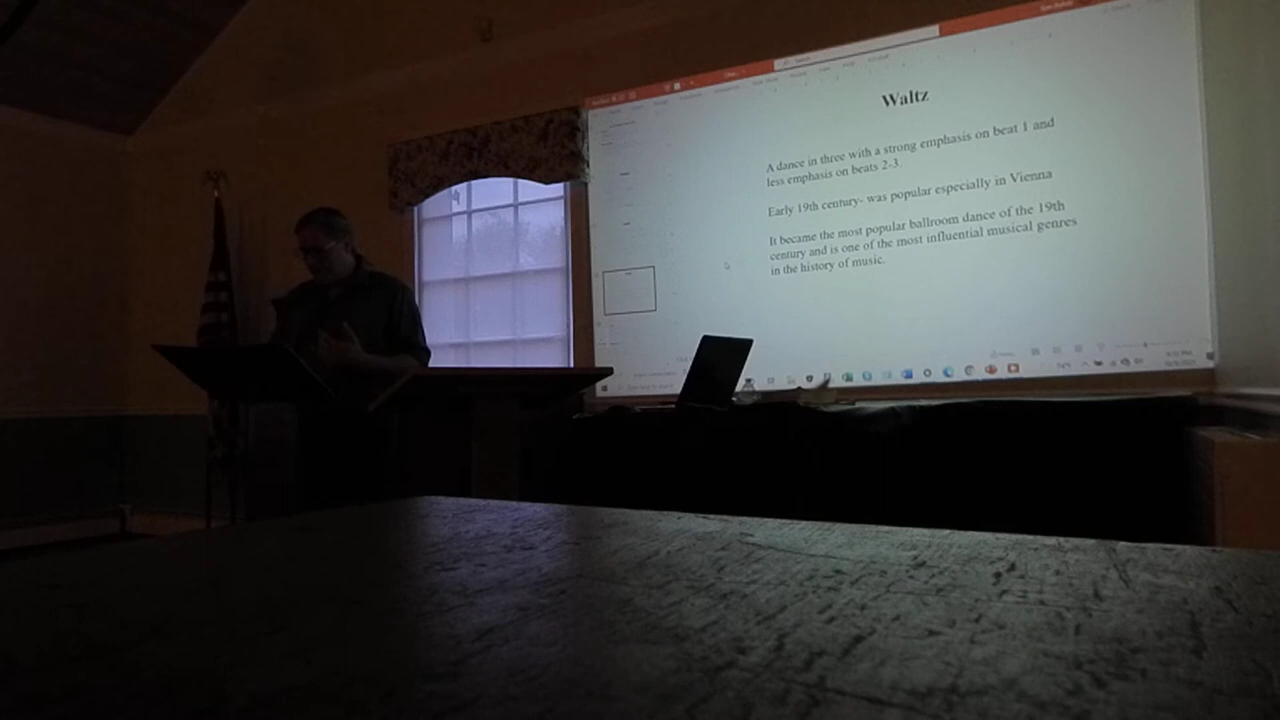 Waltz
A dance in three with a strong emphasis on beat 1 and
less emphasis on beats 2-3.
Early 19th century- was popular especially in Vienna
It became the most popular ballroom dance of the 19th
century and is one of the most influential musical genres
in the history of music.